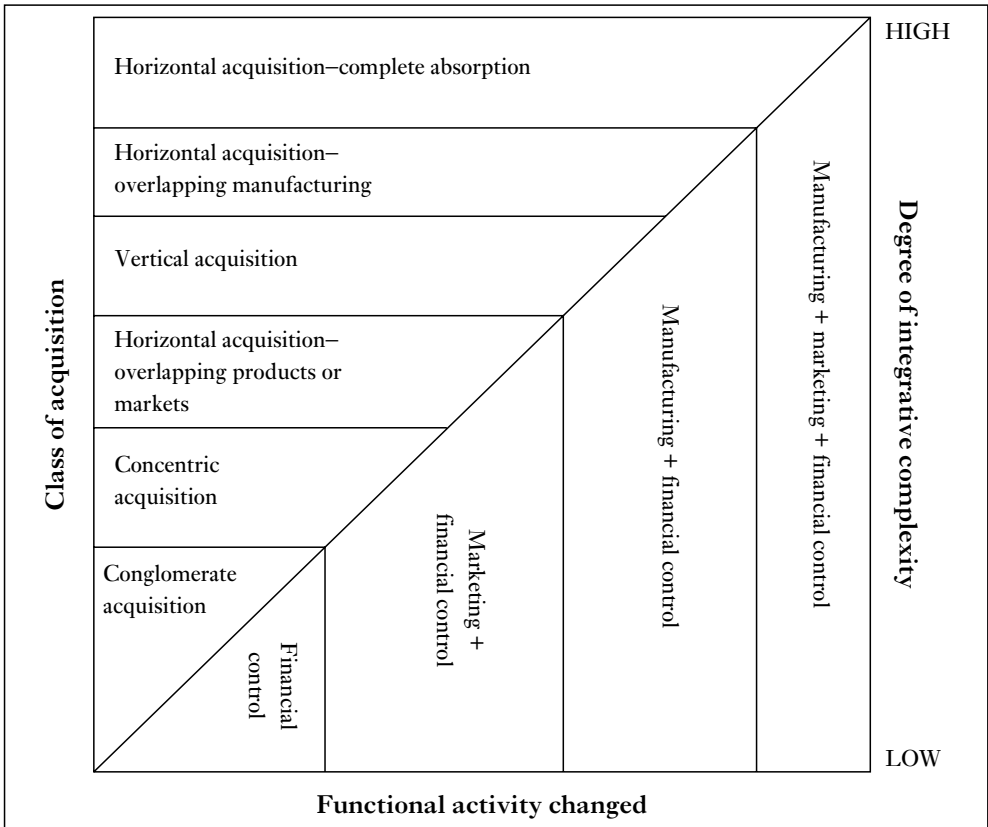 HIGH
Horizontal acquisition–complete absorption
Horizontal acquisition–
overlapping manufacturing
Vertical acquisition
Horizontal acquisition–
overlapping products or
markets
Concentric
acquisition
Conglomerate
acquisition
Class of acquisition
Financial
control
Marketing +
financial control
Manufacturing + financial control
Manufacturing + marketing + financial control
Degree of integrative complexity
LOW
Functional activity changed